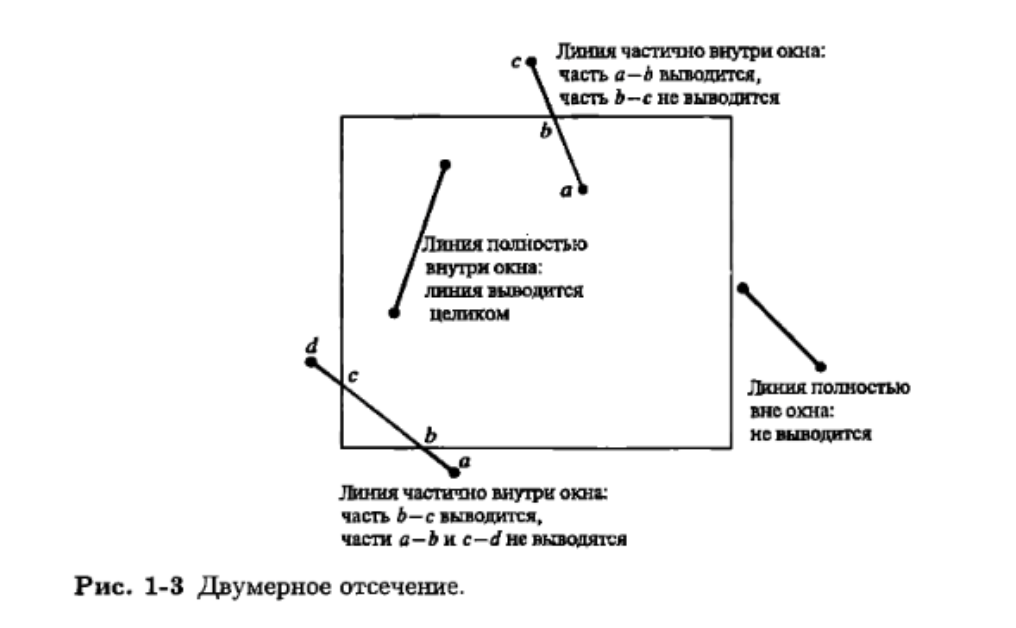 c
Линия частично внутри окна:
часть a—b выводится,
часть b—c не выводится
b
a
Линия полностью
внутри окна:
линия выводится
целиком
d
c
b
a
Линия полностью
вне окна:
не выводится
Линия частично внутри окна:
часть b—c выводится,
части a—b и c—d не выводятся
Рис. 1-3 Двумерное отсечение.